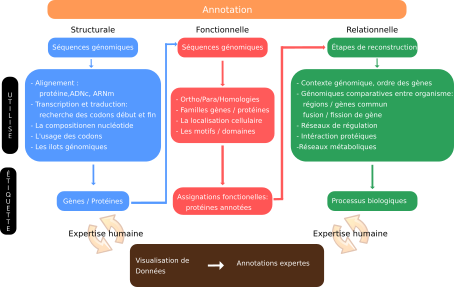 Annotation
Structurale
Fonctionnelle
Relationnelle
Séquences génomiques
Séquences génomiques
Étapes de reconstruction
UTILISE
- Alignement :
protéine,ADNc, ARNm
- Transcription et traduction:
recherche des codons début et fin
- La compositionen nucléotide
- L'usage des codons
- Les ilots génomiques
- Ortho/Para/Homologies
- Familles gènes / protéines
- La localisation cellulaire
- Les motifs / domaines
- Contexte génomique, ordre des gènes
- Génomiques comparatives entre organisme:
régions / gènes commun
fusion / fission de gène
- Réseaux de régulation
- Intéraction protéiques
-Réseaux métaboliques
ÉTIQUETTE
Gènes / Protéines
Assignations fonctionelles:
protéines annotées
Processus biologiques
Expertise humaine
Expertise humaine
Visualisation de
Données
Annotations expertes